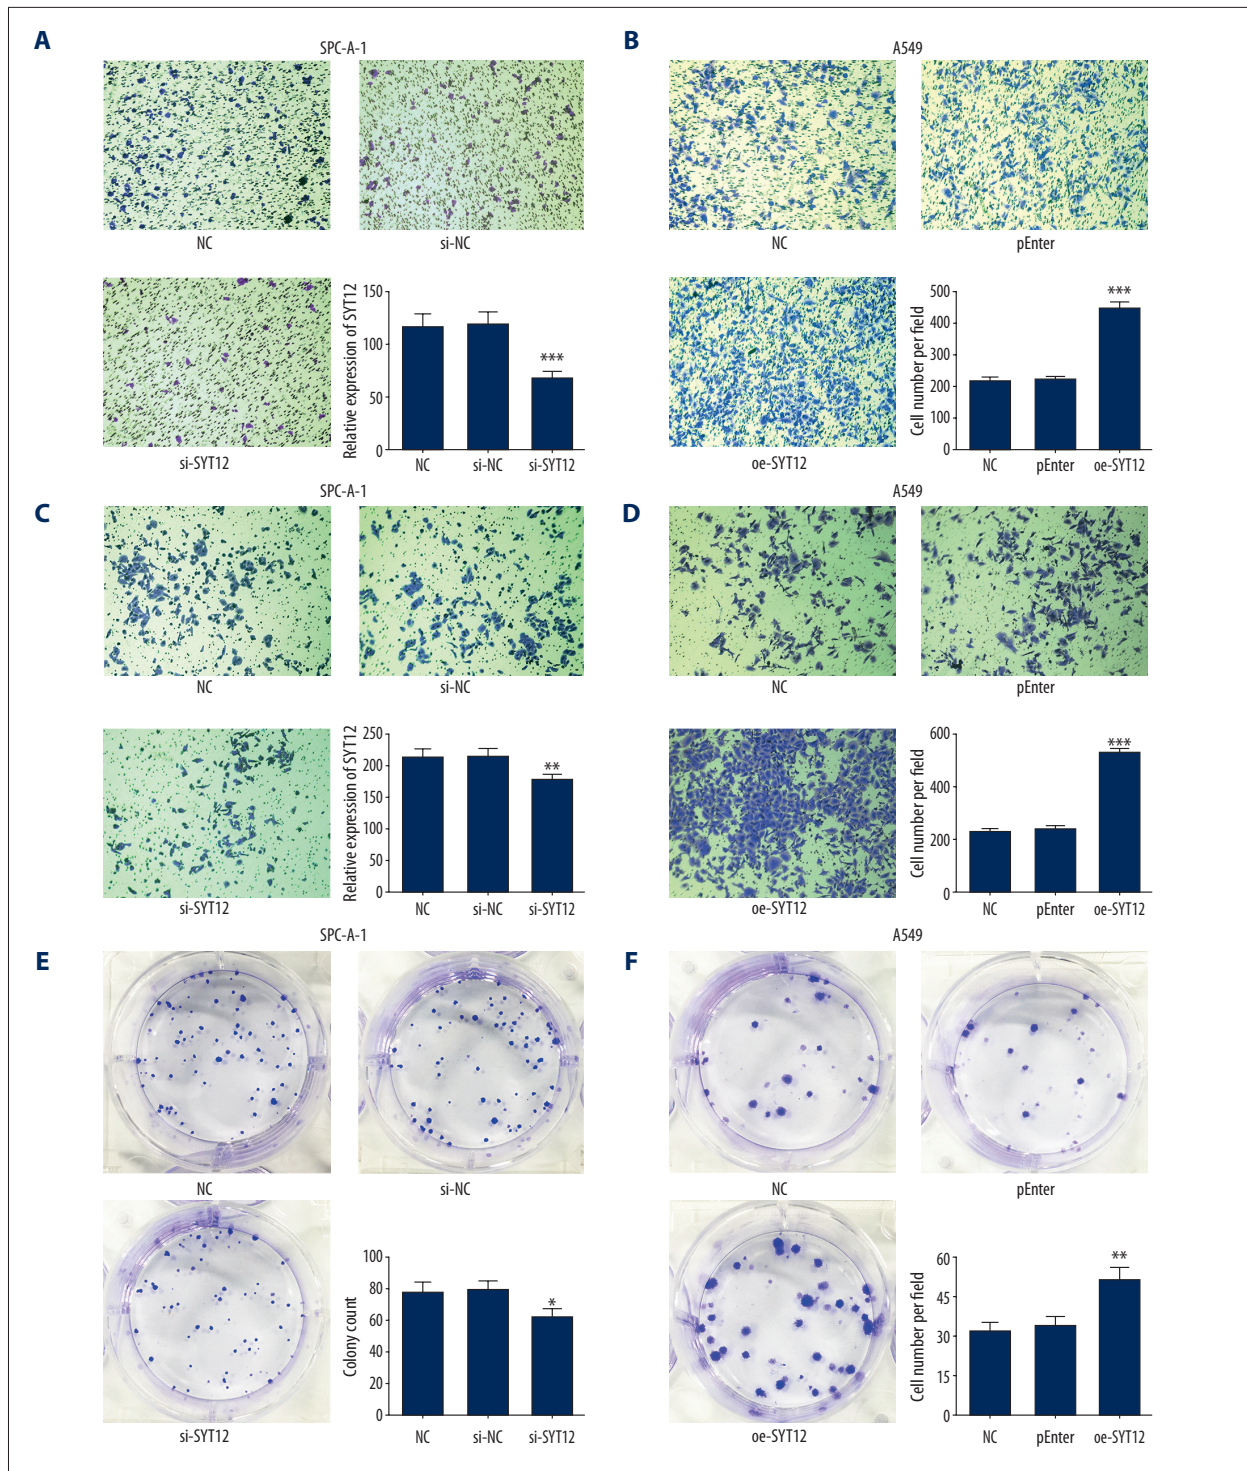 A
SPC-A-1
NC
si-NC
si-SYT12
Relative expression of SYT12
150
100
50
0
***
NC
si-NC
si-SYT12
B
A549
NC
pEnter
oe-SYT12
Cell number per field
500
400
300
200
100
0
***
NC
pEnter
oe-SYT12
C
SPC-A-1
NC
si-NC
si-SYT12
Relative expression of SYT12
250
200
150
100
50
0
**
NC
si-NC
si-SYT12
D
A549
NC
pEnter
oe-SYT12
Cell number per field
600
400
200
0
***
NC
pEnter
oe-SYT12
E
SPC-A-1
NC
si-NC
si-SYT12
Colony count
100
80
60
40
20
0
*
NC
si-NC
si-SYT12
F
A549
NC
pEnter
oe-SYT12
Cell number per field
60
45
30
15
0
**
NC
pEnter
oe-SYT12